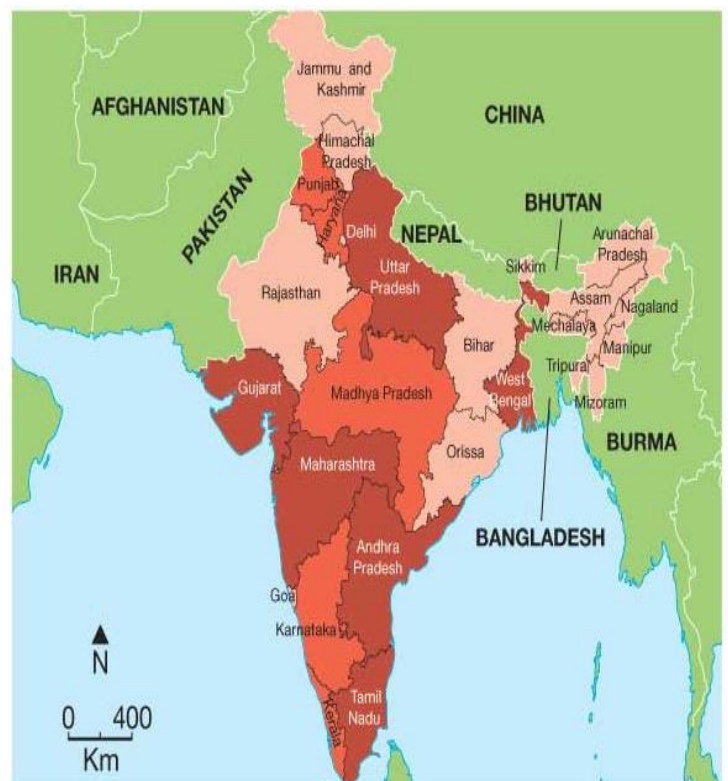 Jammu and
Kashmir
AFGHANISTAN
CHINA
Himachal
Pradesh
Punjab
Haryana
PAKISTAN
BHUTAN
Delhi
NEPAL
Arunachal
Pradesh
Uttar
Pradesh
Sikkim
IRAN
Rajasthan
Assam
Nagaland
Mechalaya
Bihar
Manipur
Tripura
West
Bengal
Gujarat
Madhya Pradesh
Mizoram
BURMA
Orissa
Maharashtra
BANGLADESH
Andhra
Pradesh
Goa
Karnataka
N
Tamil
Nadu
Kerala
0 400
Km